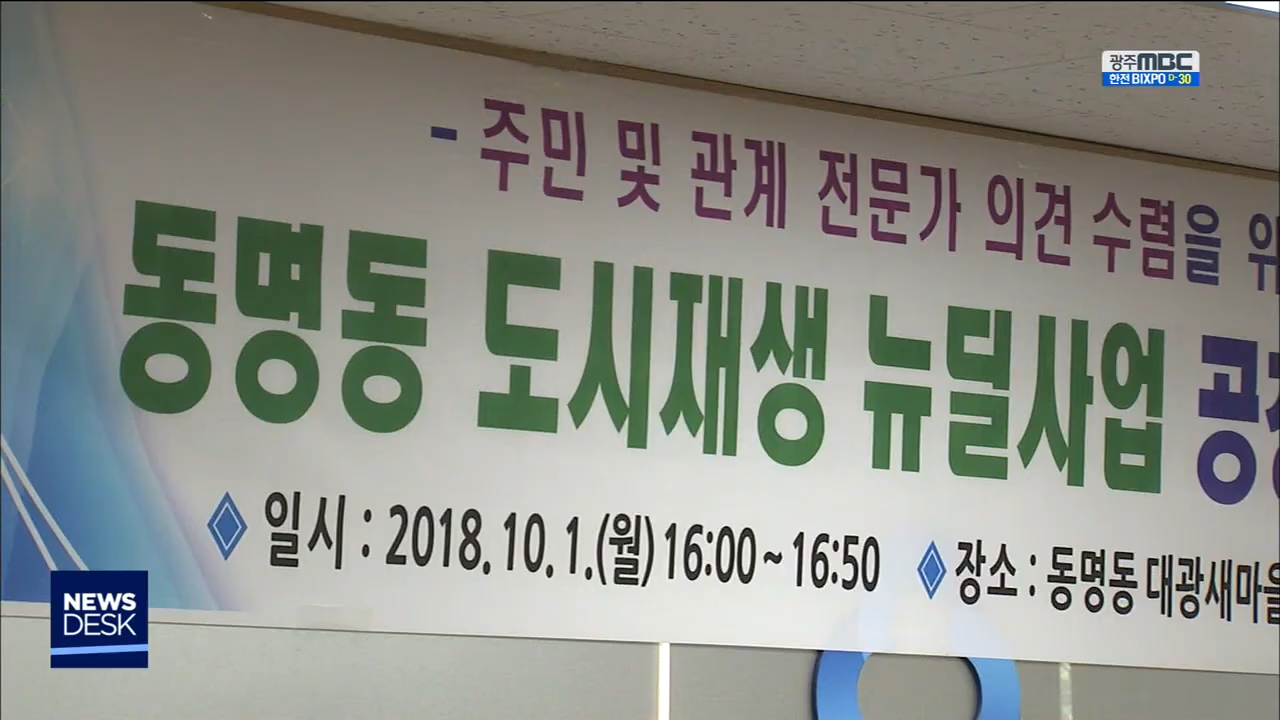 광주MBC
한전 BIXPO D-30
- 주민 및 관계 전문가 의견 수렴을
동명동 도시재생 뉴딜사업
일시 : 2018. 10. 1.(월) 16:00 ~ 16:50
장소 : 동명동 대광새마을
NEWS
DESK